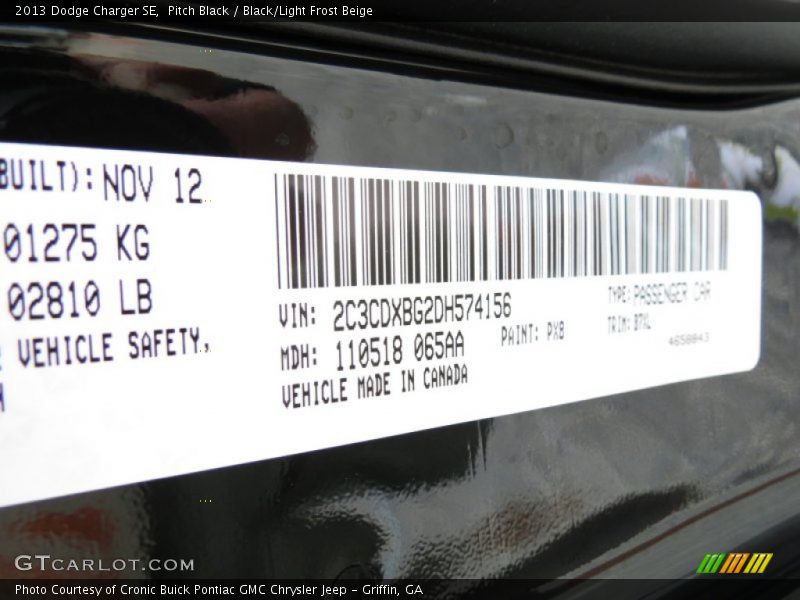 2013 Dodge Charger SE, Pitch Black / Black/Light Frost Beige
BUILT): NOV 12
01275 KG
02810 LB
VEHICLE SAFETY,
VIN: 2C3CDXBG2DH574156
TYPE: PASSENGER CAR
MDH: 110518 065AA
PAINT: PXB
TRIM: B7XL
VEHICLE MADE IN CANADA
4650843
GTCARLOT.COM
Photo Courtesy of Cronic Buick Pontiac GMC Chrysler Jeep - Griffin, GA